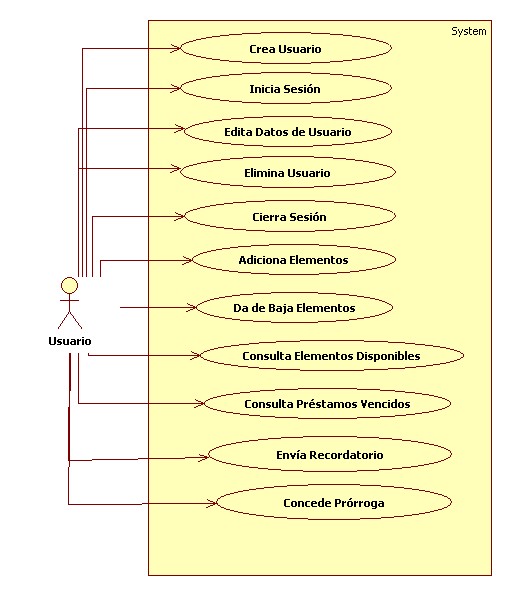 System
Crea Usuario
Inicia Sesión
Edita Datos de Usuario
Elimina Usuario
Cierra Sesión
Adiciona Elementos
Da de Baja Elementos
Usuario
Consulta Elementos Disponibles
Consulta Préstamos Vencidos
Envía Recordatorio
Concede Prórroga